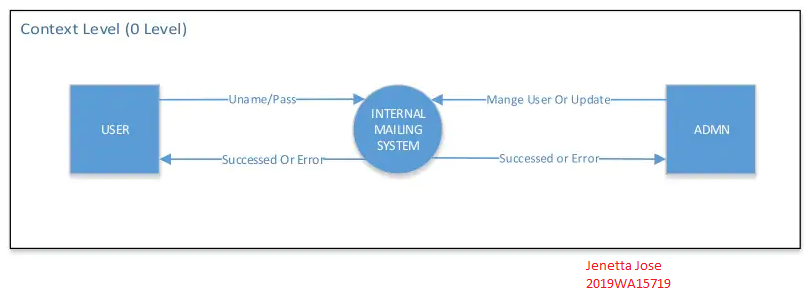 Context Level (0 Level)
Uname/Pass
Mange User Or Update
USER
INTERNAL
MAILING
SYSTEM
ADMN
Successed Or Error
Successed or Error
Jenetta Jose
2019WA15719